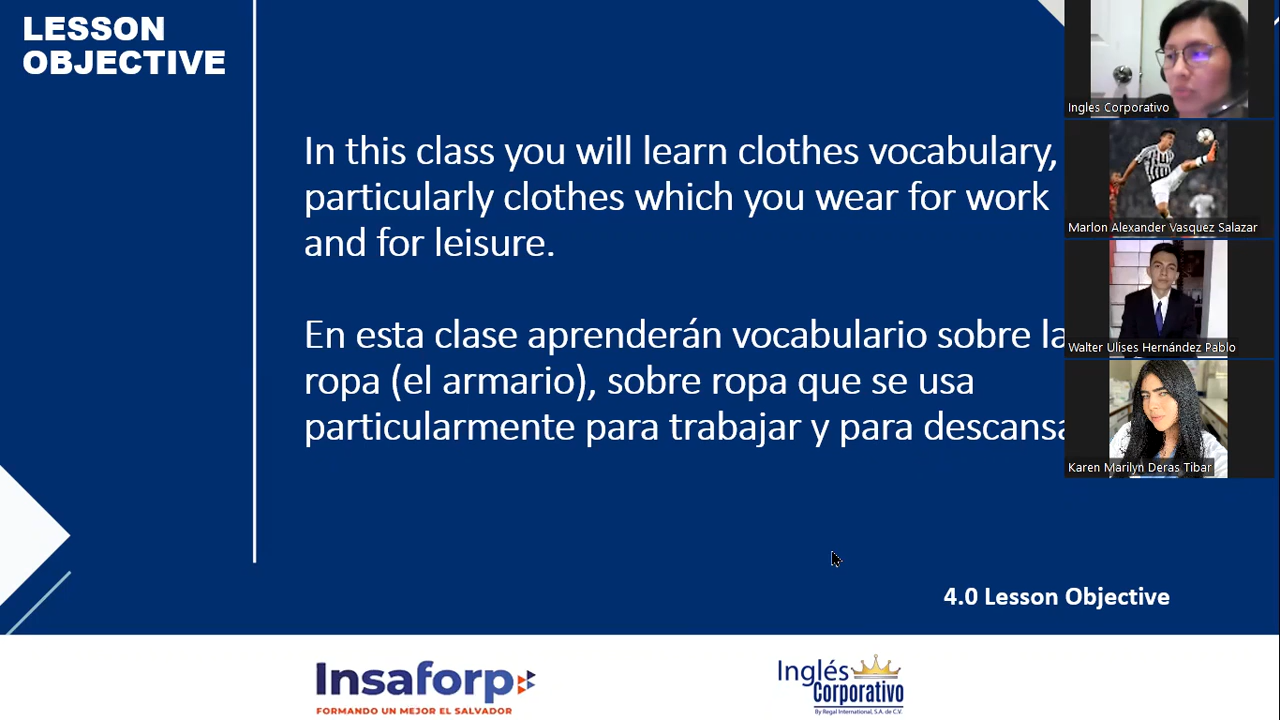 LESSON
OBJECTIVE
In this class you will learn clothes vocabulary,
particularly clothes which you wear for work
and for leisure.
En esta clase aprenderán vocabulario sobre la
ropa (el armario), sobre ropa que se usa
particularmente para trabajar y para descansa
4.0 Lesson Objective
Ingles Corporativo
Marlon Alexander Vasquez Salazar
Walter Ulises Hernández Pablo
Karen Marilyn Deras Tibar
Insaforp
FORMANDO UN MEJOR EL SALVADOR
Inglés
Corporativo
By Regal International, S.A. de C.V.